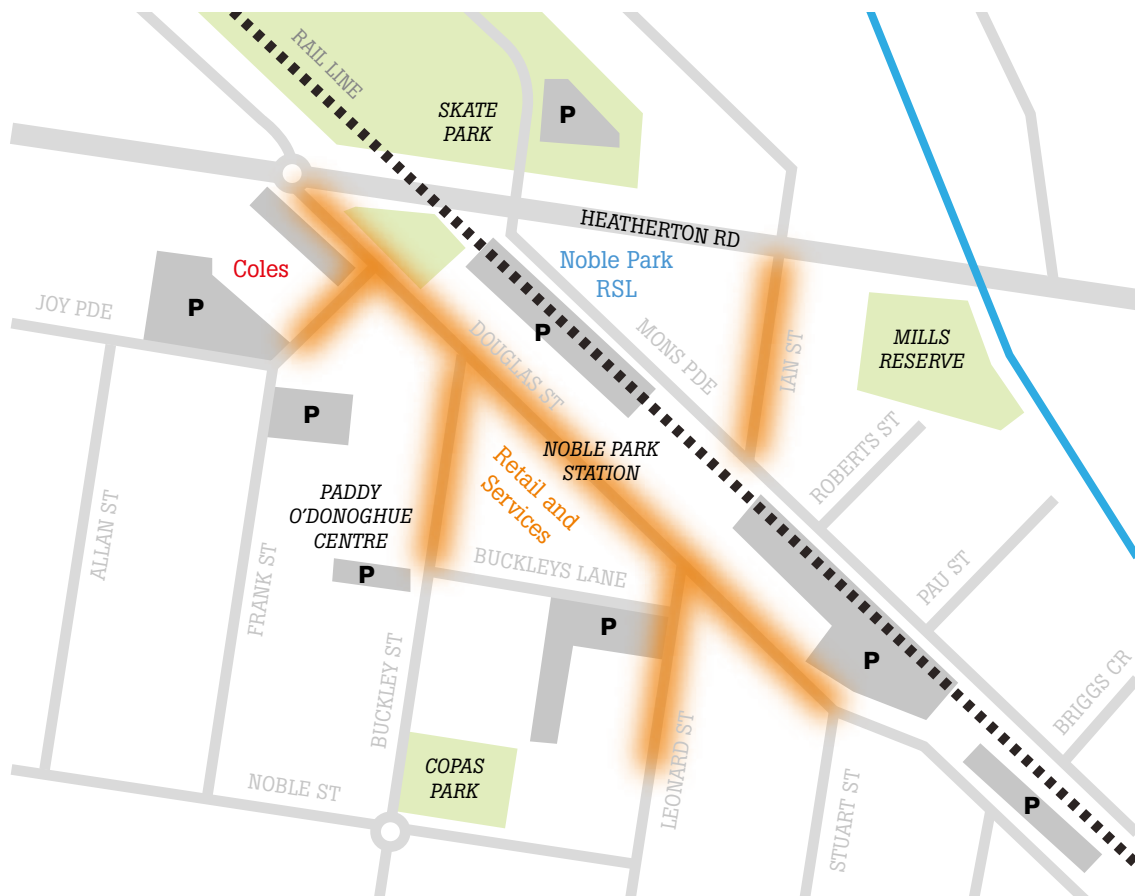 RAIL LINE
SKATE
PARK
P
HEATHERTON RD
Coles
Noble Park
RSL
P
JOY PDE
P
DOUGLAS ST
MONS PDE
IAN ST
MILLS
RESERVE
P
NOBLE PARK
STATION
Retail and
Services
ROBERTS ST
PADDY
O'DONOGHUE
CENTRE
ALLAN ST
FRANK ST
P
BUCKLEYS LANE
PAU ST
P
P
BUCKLEY ST
BRIGGS CR
COPAS
PARK
NOBLE ST
LEONARD ST
STUART ST
P